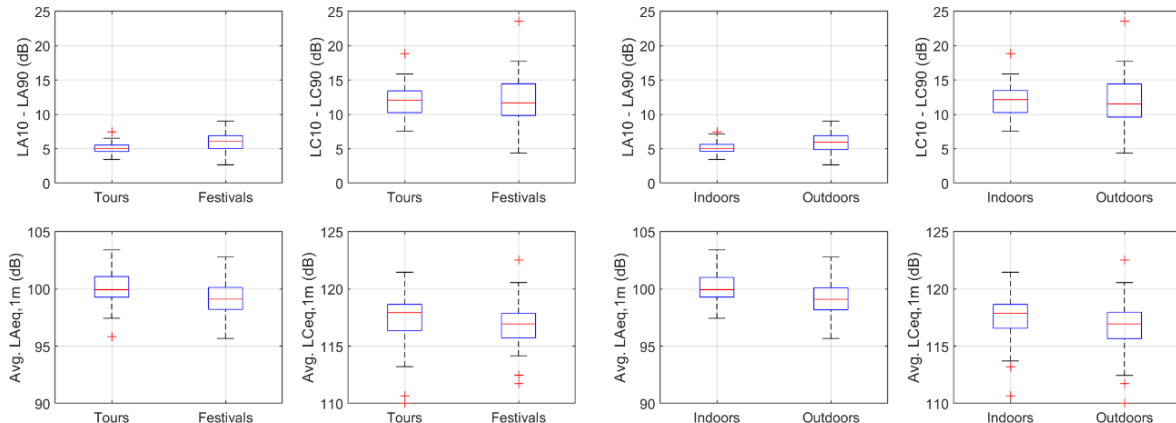 25
20
15
10
5
0
LA10 - LA90 (dB)
Tours Festivals
25
20
15
10
5
0
LC10 - LC90 (dB)
Tours Festivals
25
20
15
10
5
0
LA10 - LA90 (dB)
Indoors Outdoors
25
20
15
10
5
0
LC10 - LC90 (dB)
Indoors Outdoors
105
100
95
90
Avg. LAeq,1m (dB)
Tours Festivals
125
120
115
110
Avg. LCeq,1m (dB)
Tours Festivals
105
100
95
90
Avg. LAeq,1m (dB)
Indoors Outdoors
125
120
115
110
Avg. LCeq,1m (dB)
Indoors Outdoors